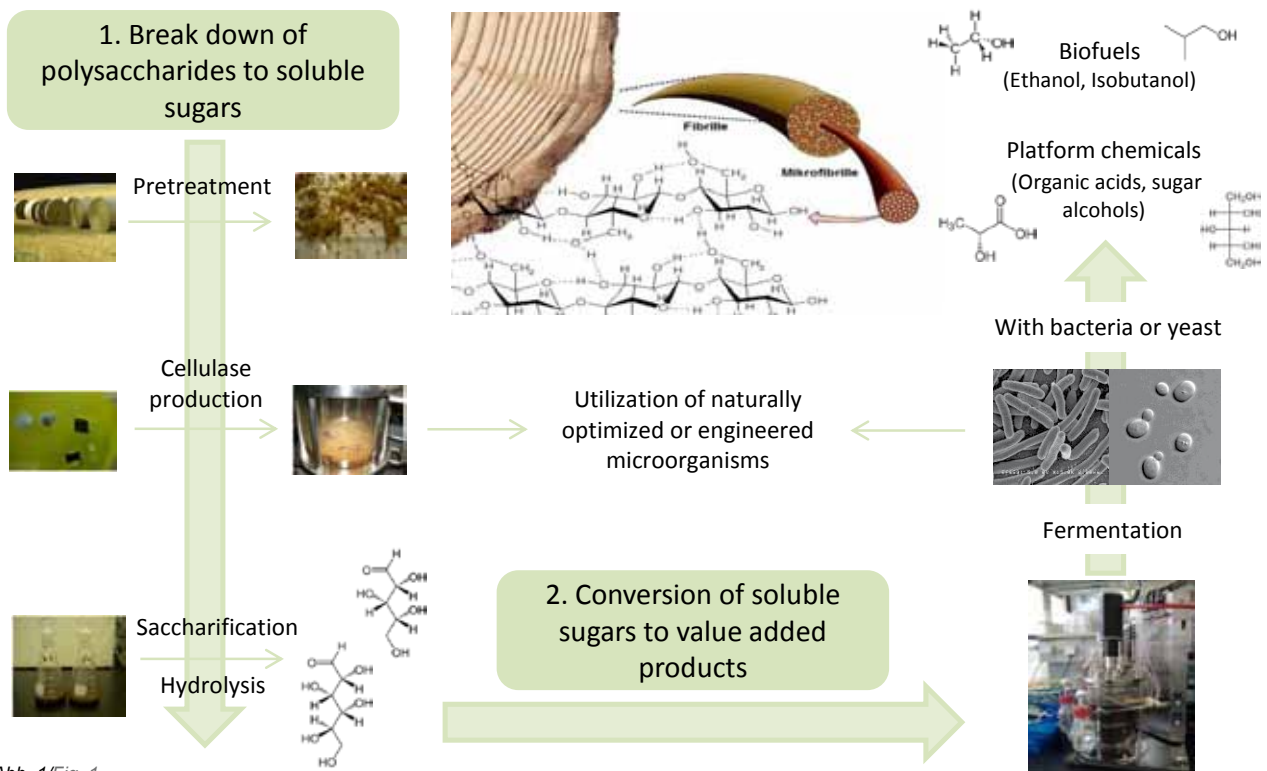 1. Break down of
polysaccharides to soluble
sugars
Pretreatment
Cellulase
production
Saccharification
Hydrolysis
Fibrille
Mikrofibrille
Biofuels
(Ethanol, Isobutanol)
Platform chemicals
(Organic acids, sugar
alcohols)
With bacteria or yeast
Utilization of naturally
optimized or engineered
microorganisms
Fermentation
2. Conversion of soluble
sugars to value added
products